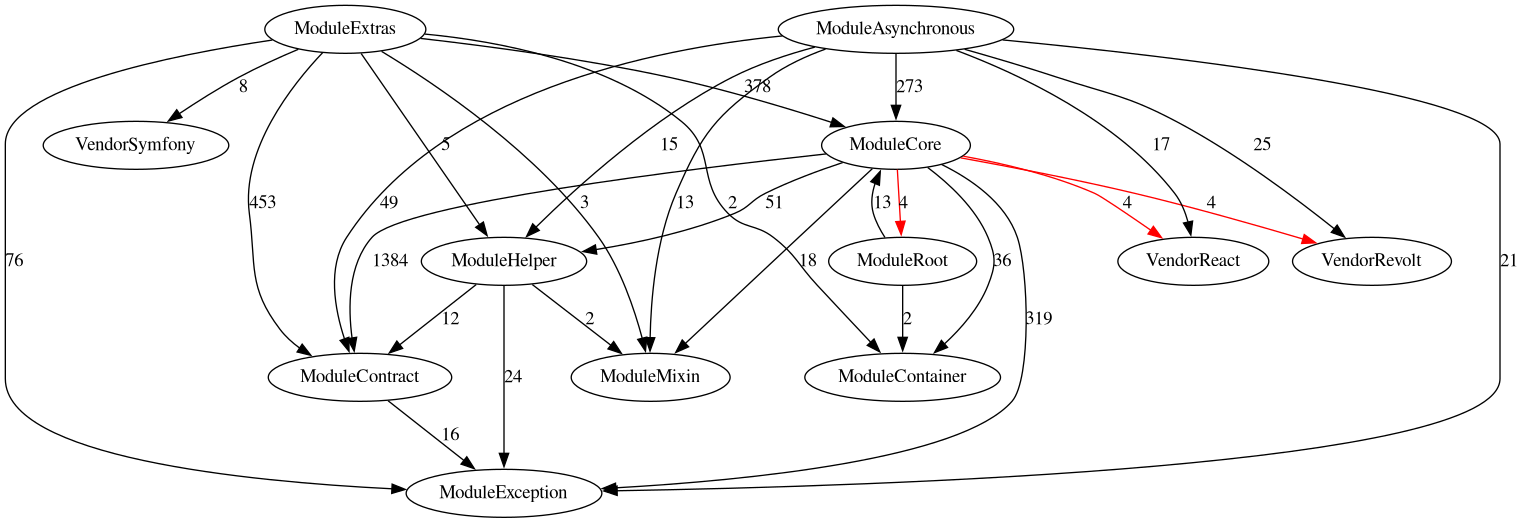 ModuleExtras ModuleAsynchronous
8 378 273
VendorSymfony ModuleCore
5 15 17 25
453 49 3 13 2 51 13 4 4 4
76 1384 ModuleHelper 18 ModuleRoot 36 VendorReact VendorRevolt 21
12 2 2 319
ModuleContract 24 ModuleMixin ModuleContainer
16
ModuleException